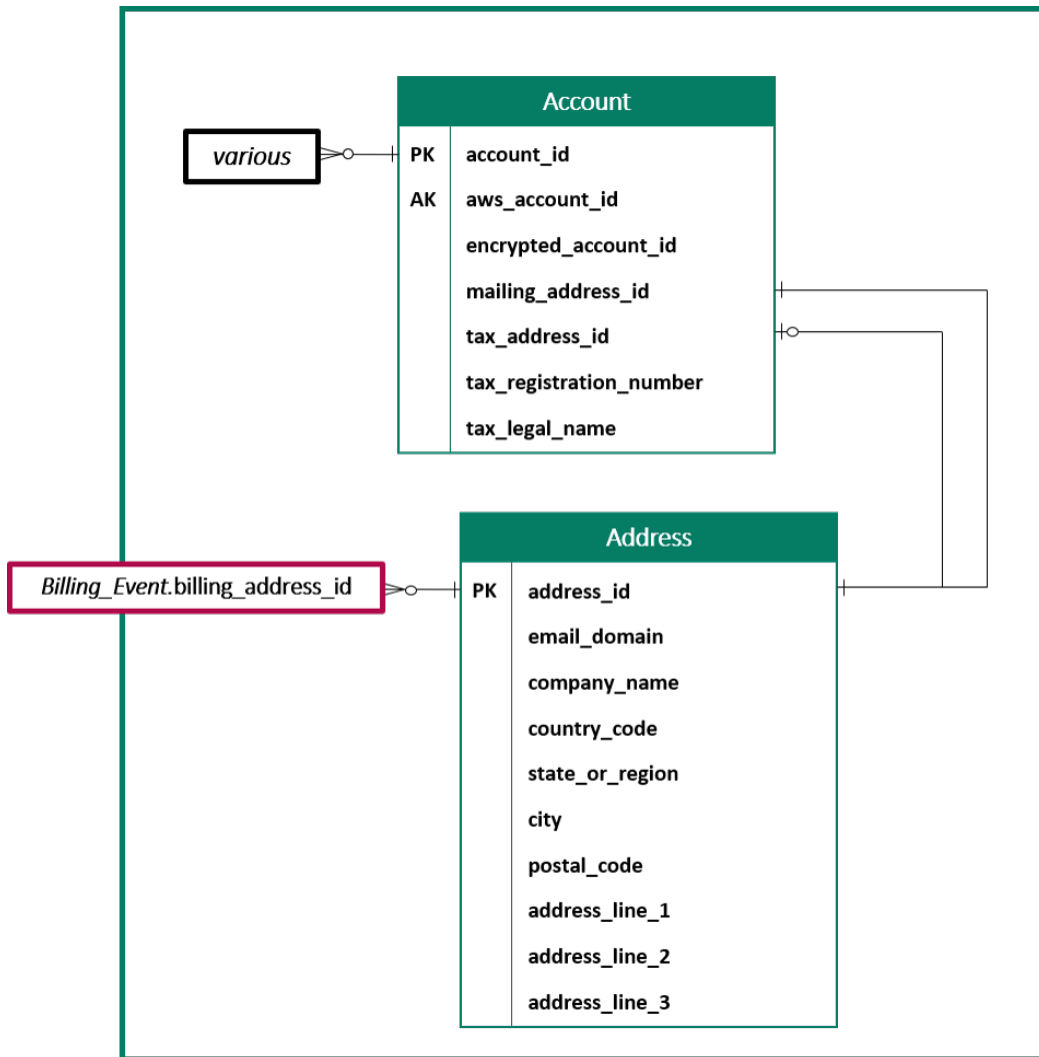 Account
various
PK account_id
AK aws_account_id
encrypted_account_id
mailing_address_id
tax_address_id
tax_registration_number
tax_legal_name
Address
Billing_Event.billing_address_id
PK address_id
email_domain
company_name
country_code
state_or_region
city
postal_code
address_line_1
address_line_2
address_line_3